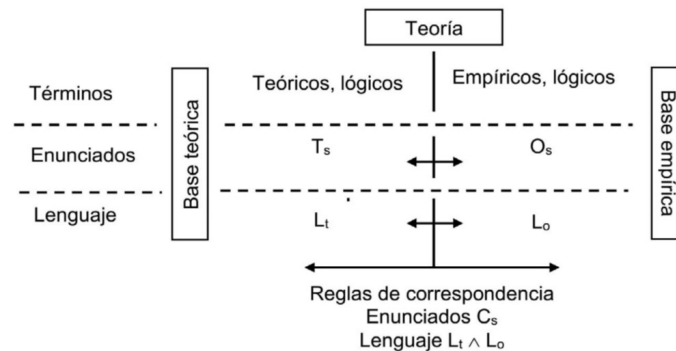 Teoría
Términos
Teóricos, lógicos
Empíricos, lógicos
Base teórica
Base empírica
Enunciados
Tₛ
Oₛ
Lenguaje
Lₜ
Lₒ
Reglas de correspondencia
Enunciados Cₛ
Lenguaje Lₜ ∧ Lₒ